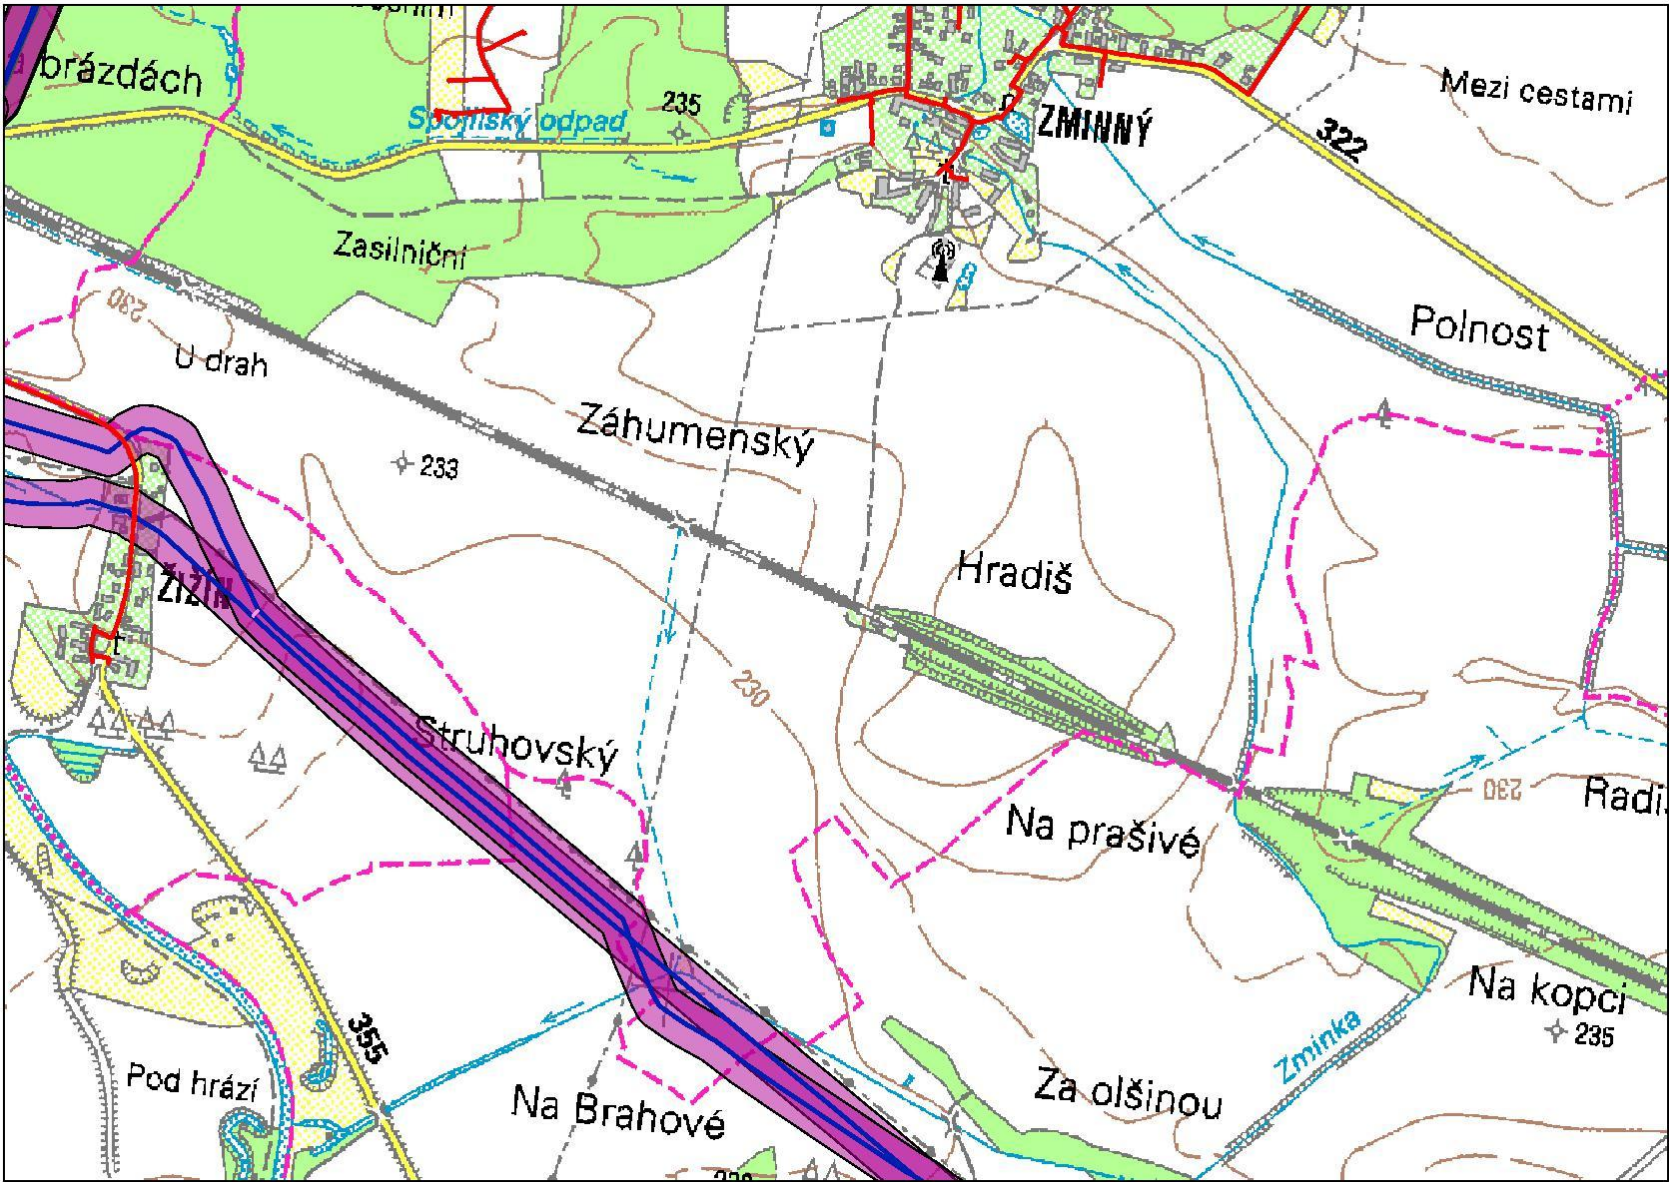 brázdách
Spojilský odpad
235
ZMINNÝ
Mezi cestami
322
Zasilniční
230
U drah
Polnost
Záhumenský
233
Hradiš
ŽIŽÍN
230
Struhovský
Na prašivé
230
Radi
Na kopci
235
Zminka
355
Pod hrází
Na Brahové
Za olšinou